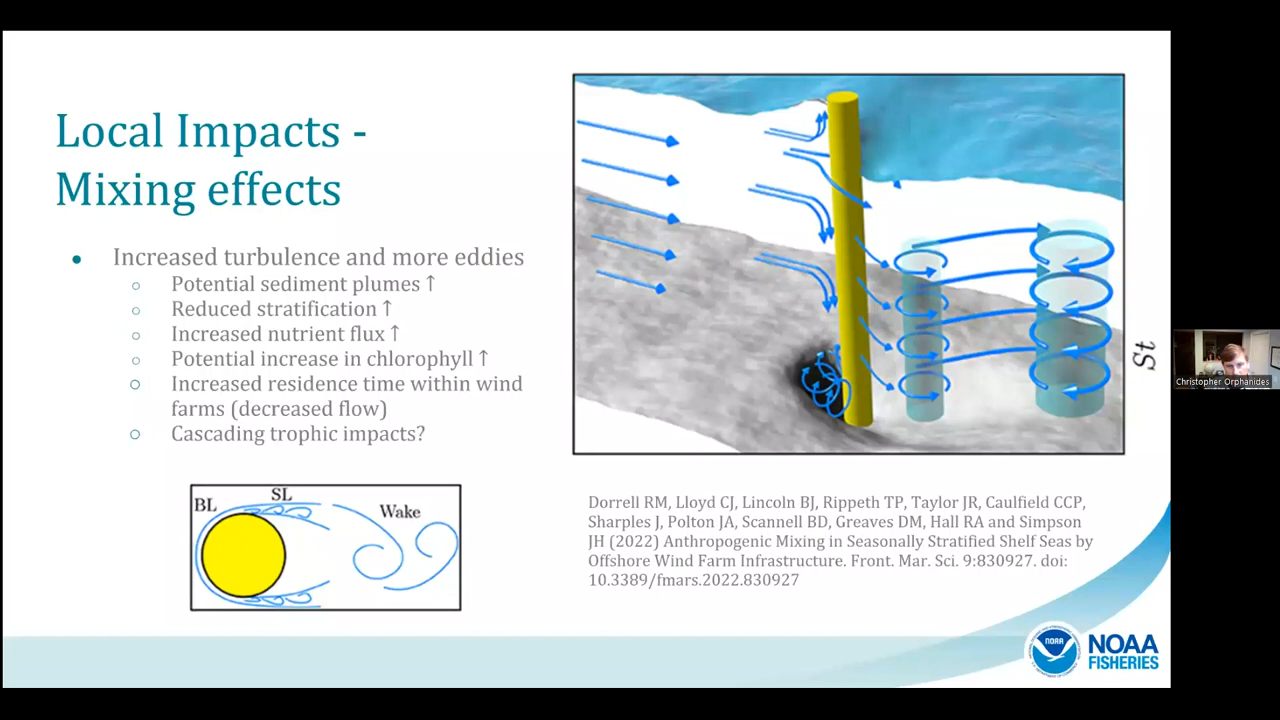 Local Impacts -
Mixing effects
● Increased turbulence and more eddies
○ Potential sediment plumes ↑
○ Reduced stratification ↑
○ Increased nutrient flux ↑
○ Potential increase in chlorophyll ↑
○ Increased residence time within wind
farms (decreased flow)
○ Cascading trophic impacts?
BL
SL
Wake
St
Dorrell RM, Lloyd CJ, Lincoln BJ, Rippeth TP, Taylor JR, Caulfield CCP,
Sharples J, Polton JA, Scannell BD, Greaves DM, Hall RA and Simpson
JH (2022) Anthropogenic Mixing in Seasonally Stratified Shelf Seas by
Offshore Wind Farm Infrastructure. Front. Mar. Sci. 9:830927. doi:
10.3389/fmars.2022.830927
NOAA
NOAA
FISHERIES
Christopher Orphanides